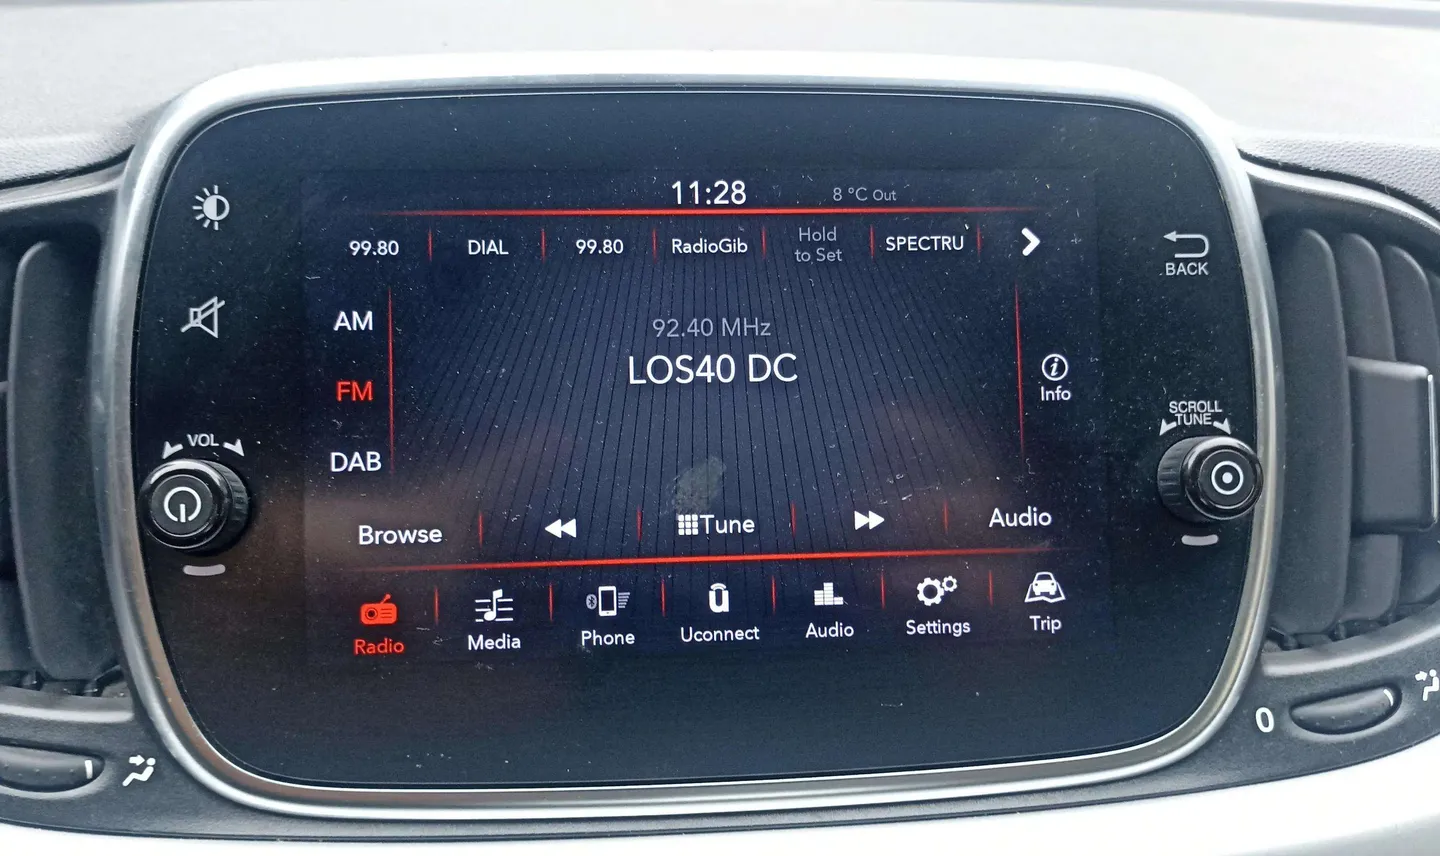 11:28
8 °C Out
99.80
DIAL
99.80
RadioGib
Hold
to Set
SPECTRU
BACK
AM
92.40 MHz
LOS40 DC
FM
Info
SCROLL
TUNE
VOL
DAB
Browse
Tune
Audio
Radio
Media
Phone
Uconnect
Audio
Settings
Trip
0